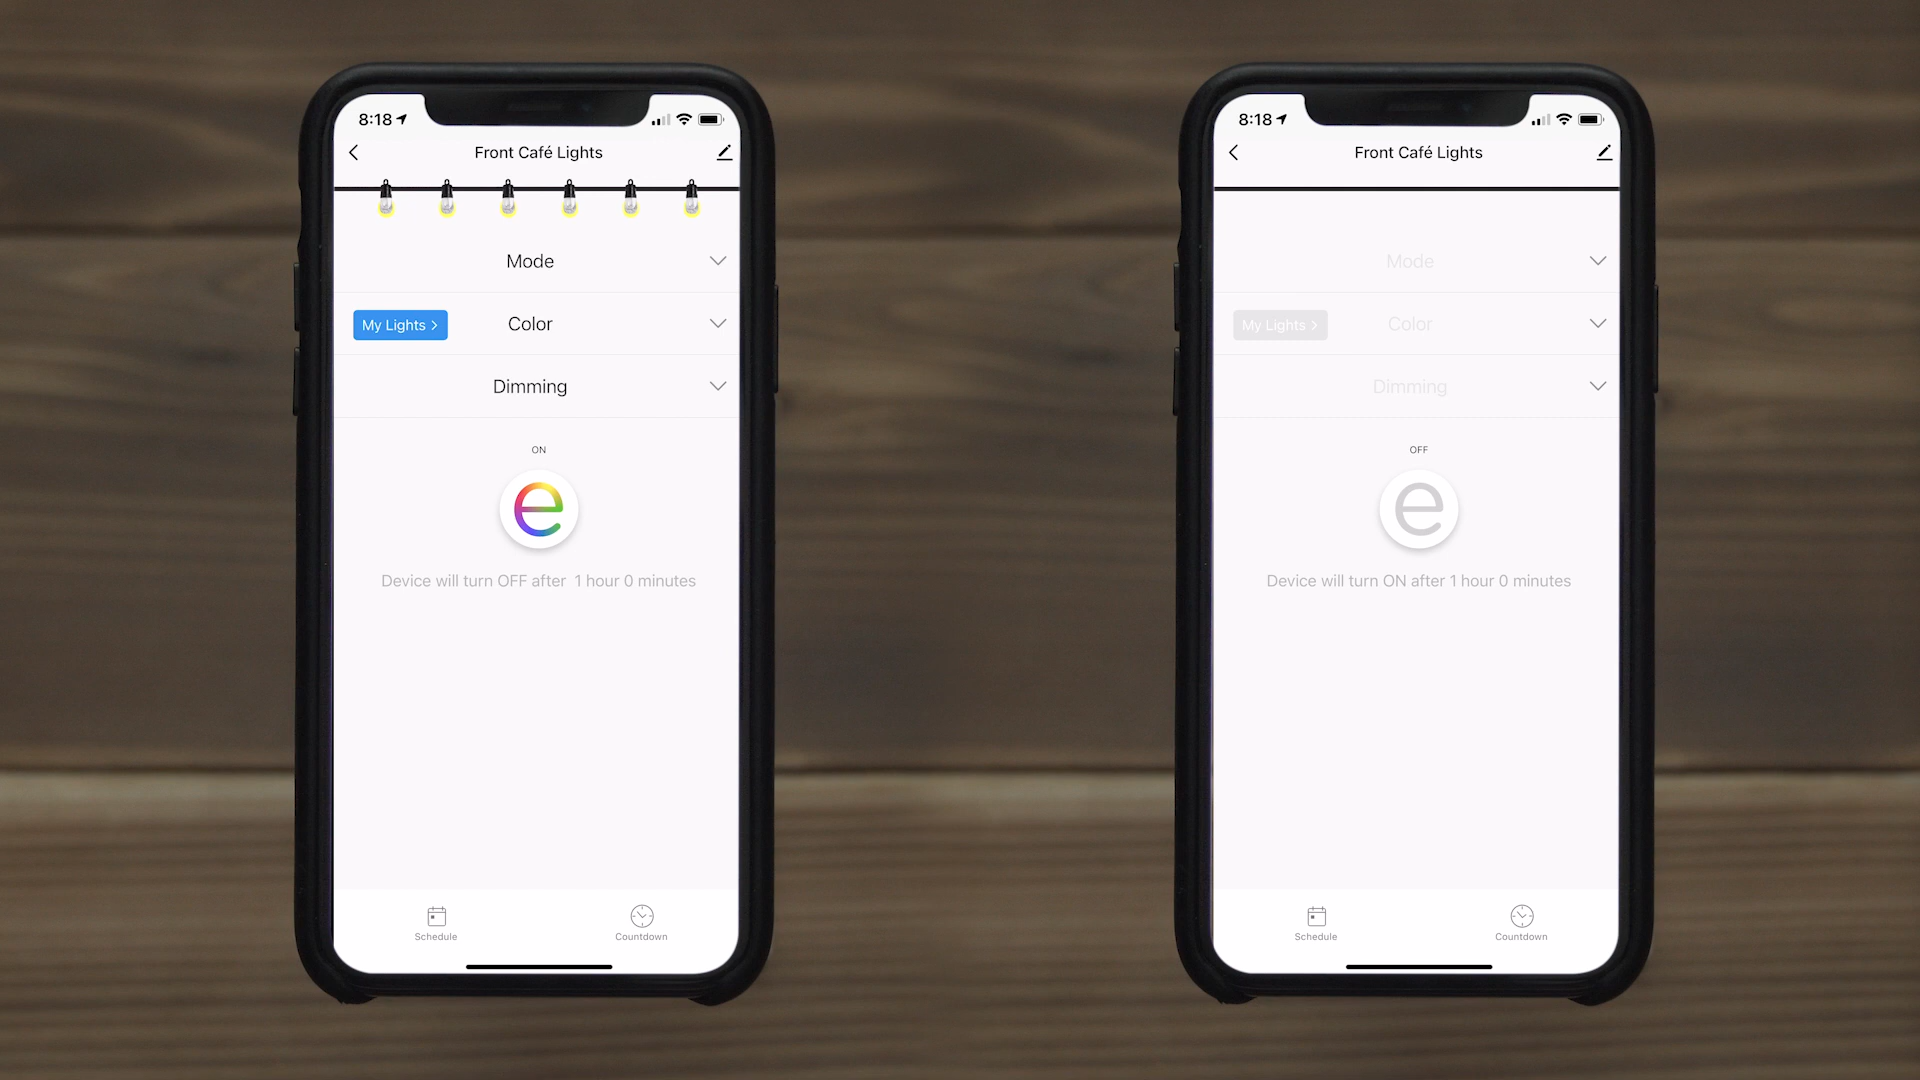 8:18
Front Café Lights
Mode
My Lights >
Color
Dimming
ON
e
Device will turn OFF after 1 hour 0 minutes
Schedule
Countdown
8:18
Front Café Lights
Mode
My Lights >
Color
Dimming
OFF
e
Device will turn ON after 1 hour 0 minutes
Schedule
Countdown